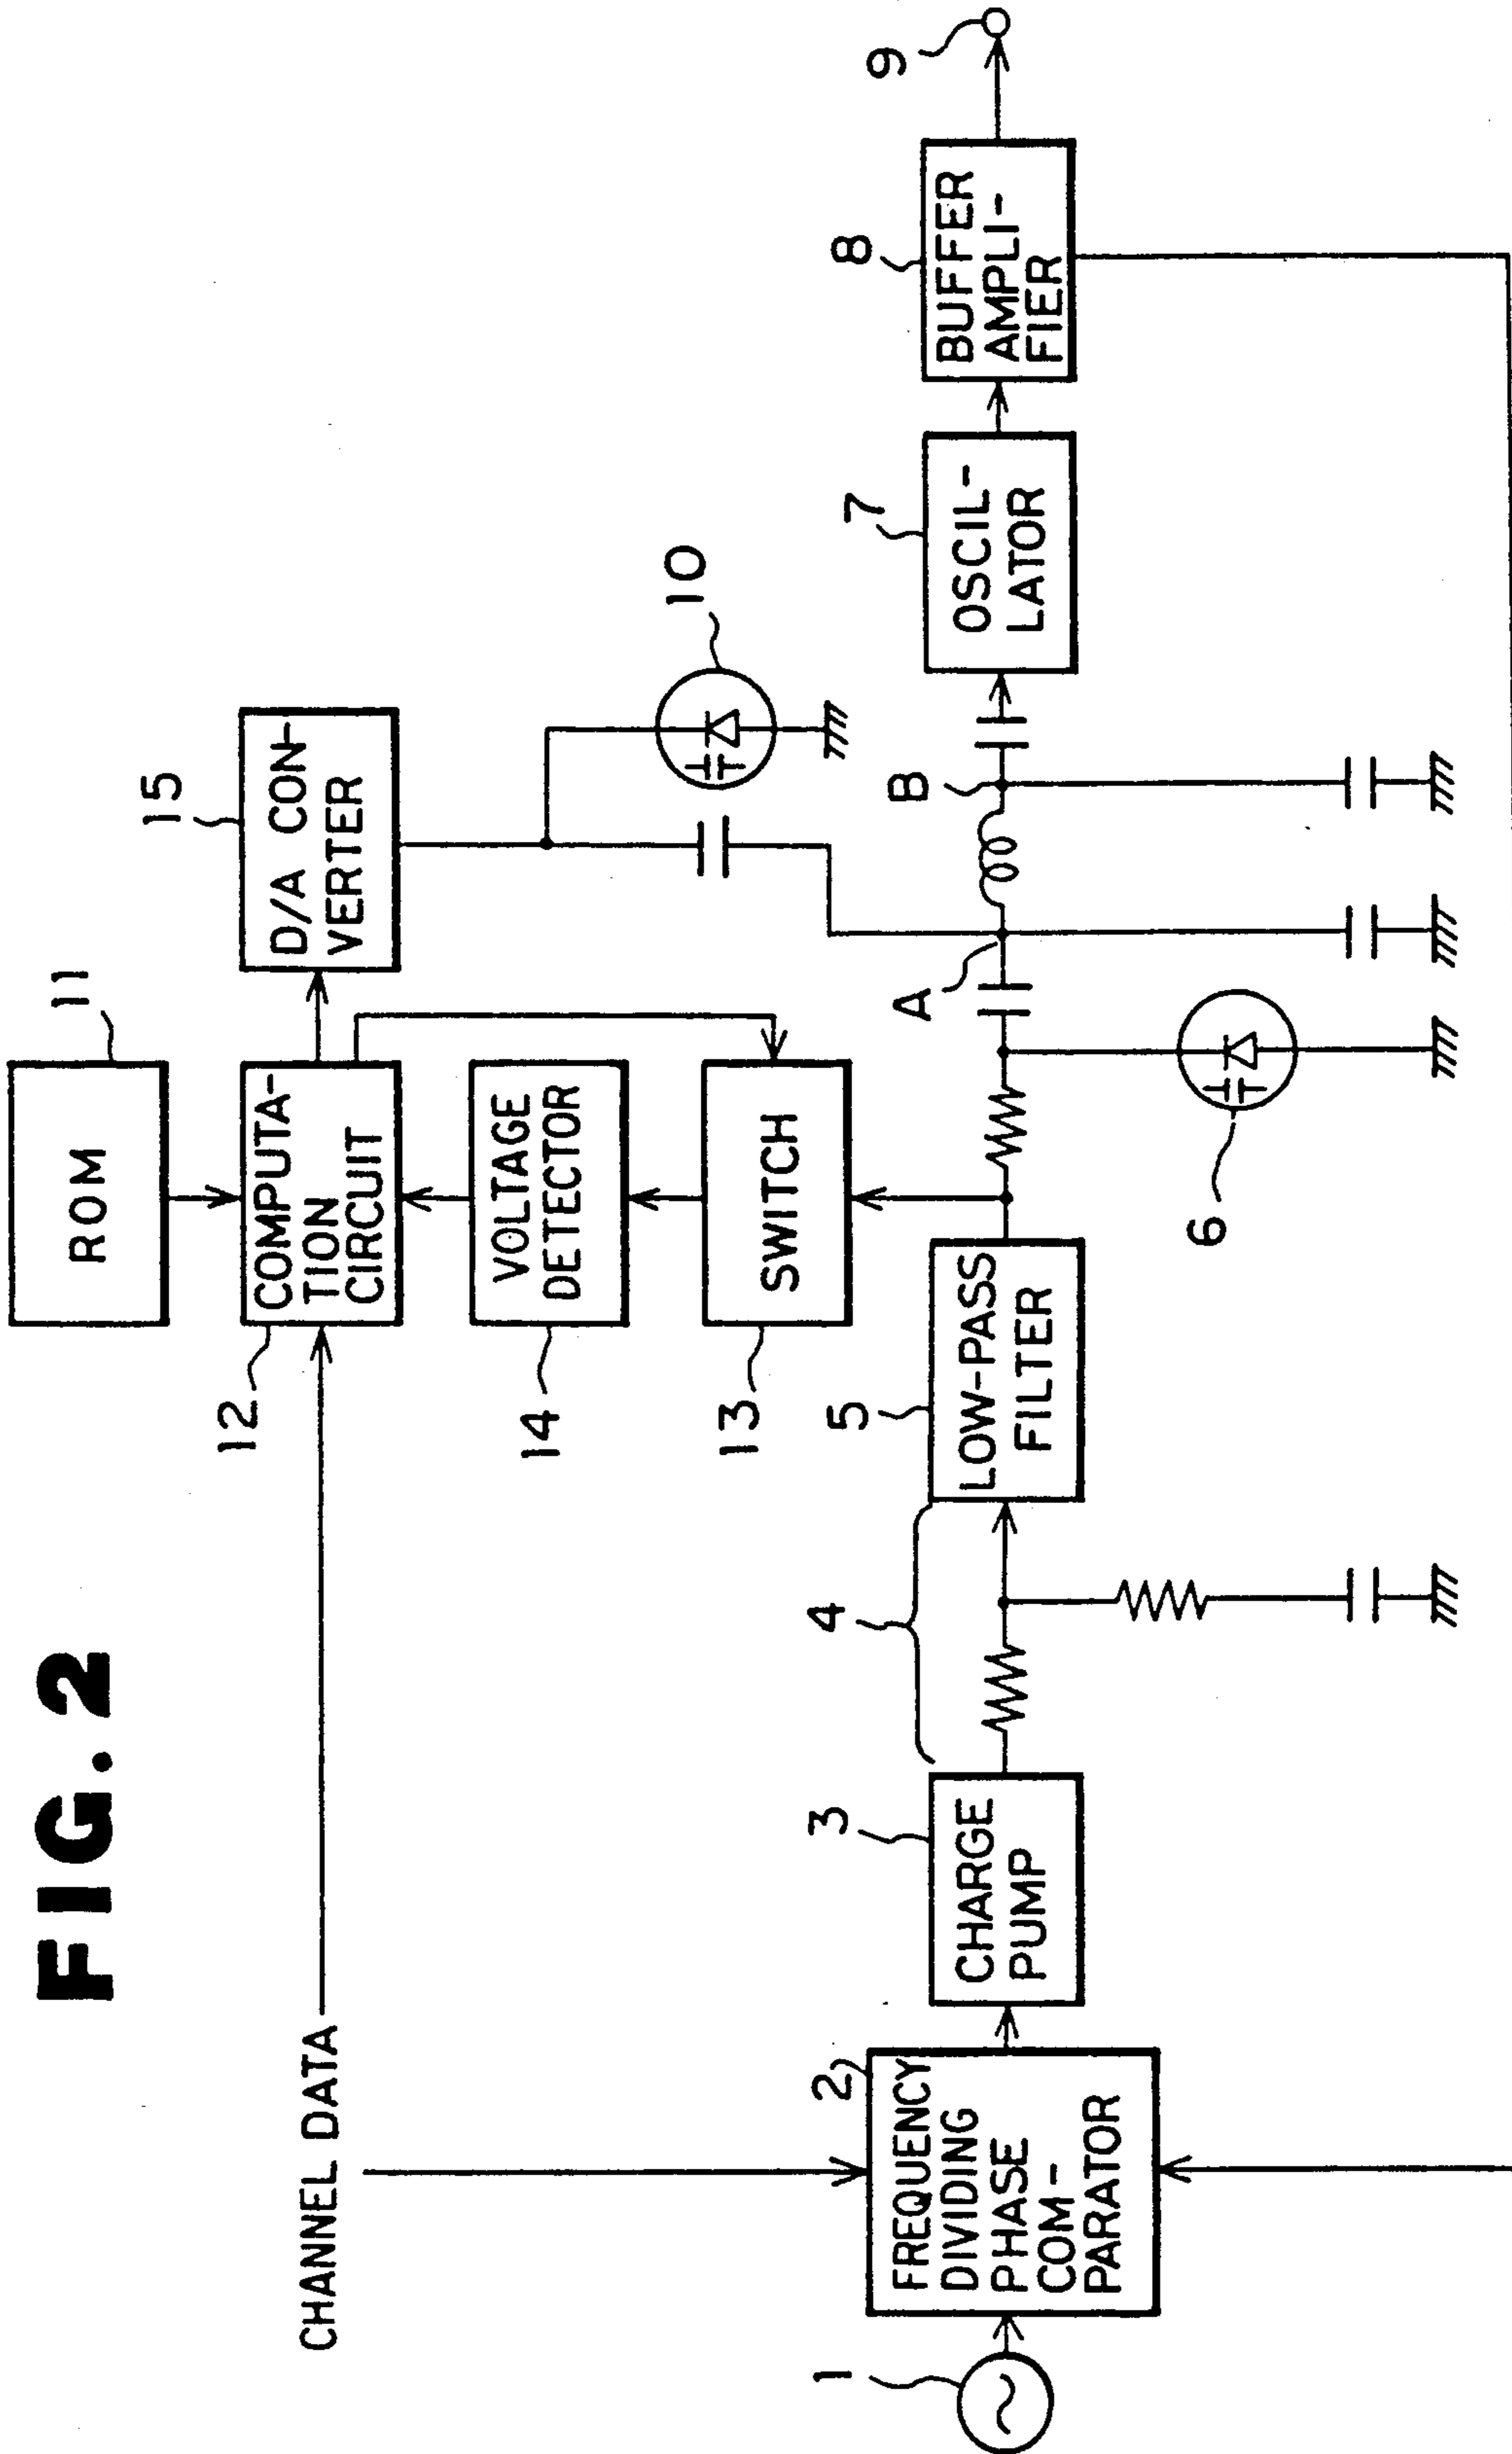 FIG. 2
CHANNEL DATA
ROM
11
COMPUTA-
TION
CIRCUIT
12
D/A CON-
VERTER
15
VOLTAGE
DETECTOR
14
SWITCH
13
10
1
FREQUENCY
DIVIDING
PHASE
COM-
PARATOR
2
CHARGE
PUMP
3
4
LOW-PASS
FILTER
5
6
A
B
OSCIL-
LATOR
7
BUFFER
AMPLI-
FIER
8
9